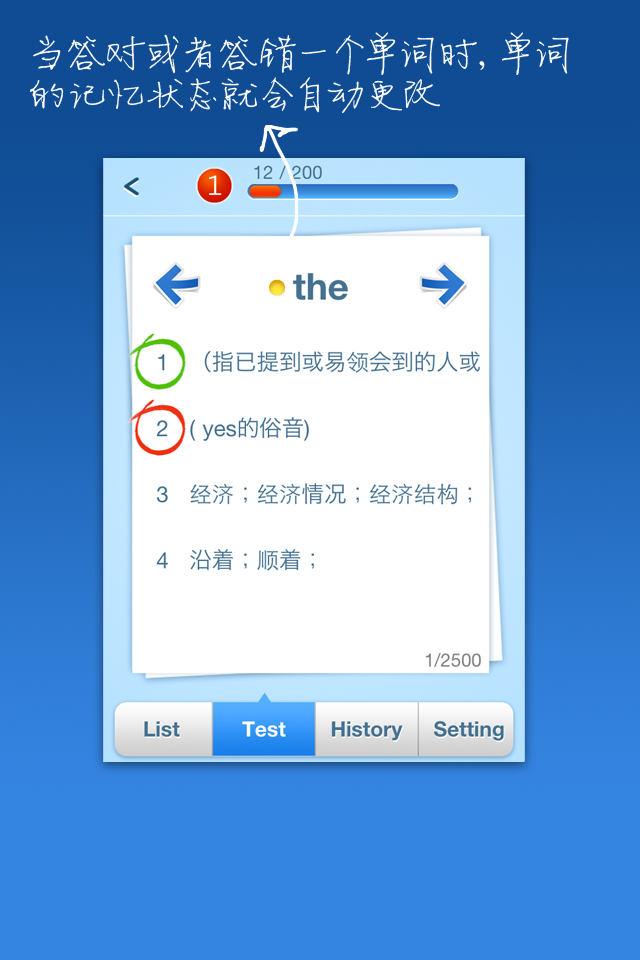 当答对或者答错一个单词时, 单词
的记忆状态就会自动更改
<
1
12 / 200
the
1 （指已提到或易领会到的人或
2 ( yes的俗音)
3 经济；经济情况；经济结构；
4 沿着；顺着；
1/2500
List Test History Setting